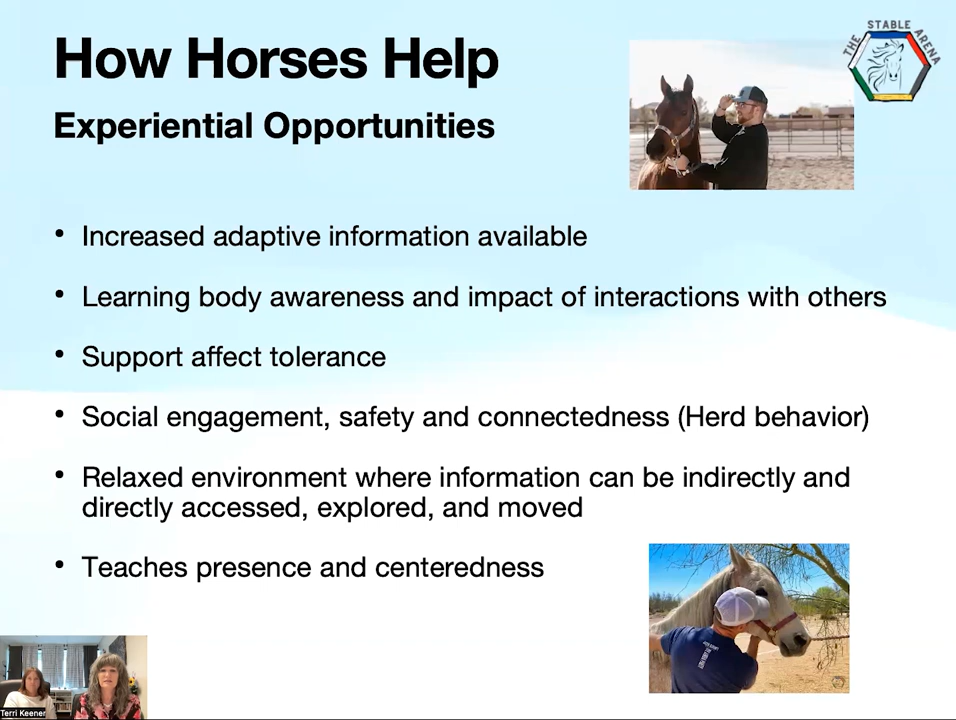 How Horses Help
THE STABLE ARENA
Experiential Opportunities
• Increased adaptive information available
• Learning body awareness and impact of interactions with others
• Support affect tolerance
• Social engagement, safety and connectedness (Herd behavior)
• Relaxed environment where information can be indirectly and
directly accessed, explored, and moved
• Teaches presence and centeredness
Terri Keener